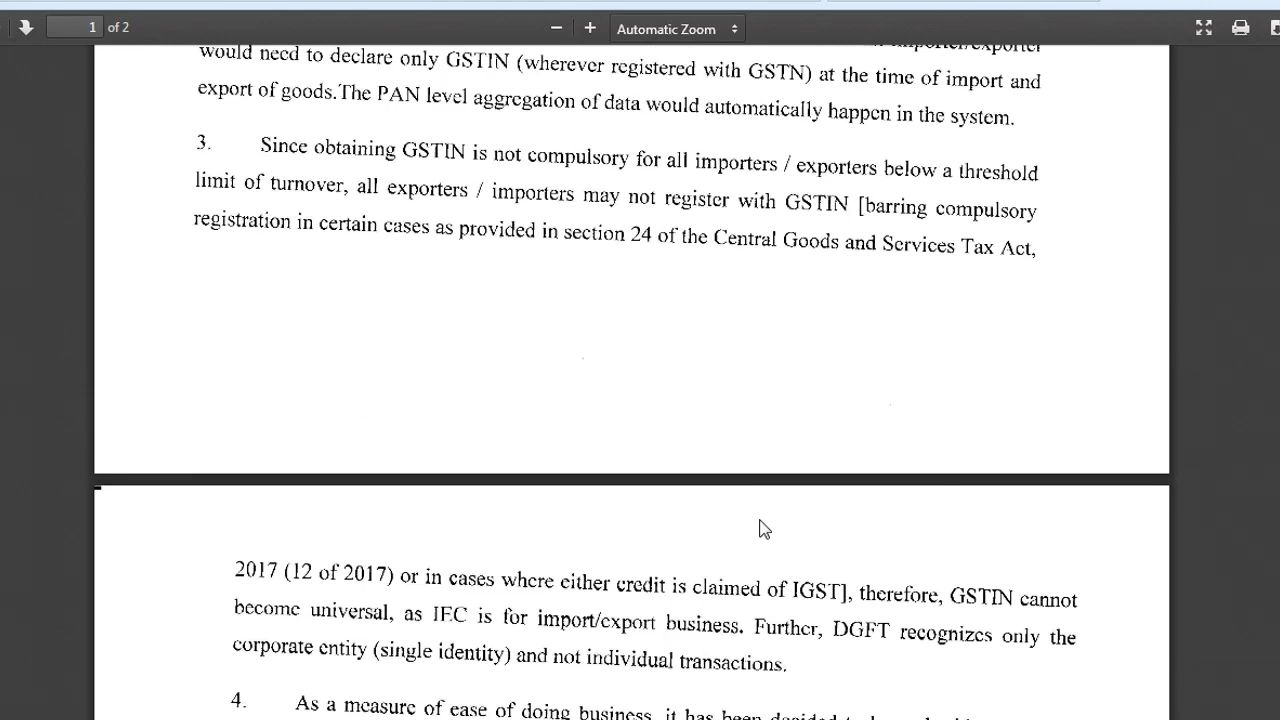 1 of 2
Automatic Zoom
importer/exporter
would need to declare only GSTIN (wherever registered with GSTN) at the time of import and
export of goods.The PAN level aggregation of data would automatically happen in the system.
3. Since obtaining GSTIN is not compulsory for all importers / exporters below a threshold
limit of turnover, all exporters / importers may not register with GSTIN [barring compulsory
registration in certain cases as provided in section 24 of the Central Goods and Services Tax Act,
2017 (12 of 2017) or in cases where either credit is claimed of IGST], therefore, GSTIN cannot
become universal, as IEC is for import/export business. Further, DGFT recognizes only the
corporate entity (single identity) and not individual transactions.
4. As a measure of ease of doing business, it has been decided to